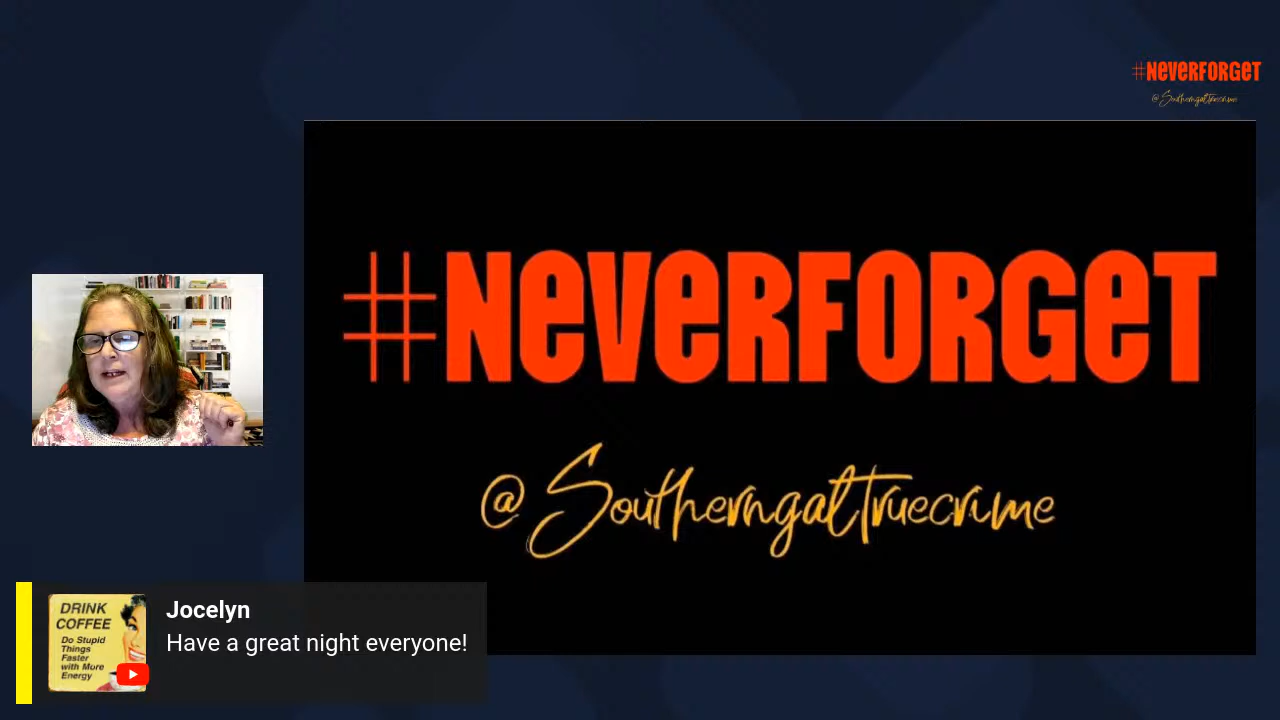 #NEVERFORGET
@Southerngaltruecrime
#NEVERFORGET
@Southerngaltruecrime
DRINK
COFFEE
Do Stupid
Things
Faster
with More
Energy
Jocelyn
Have a great night everyone!